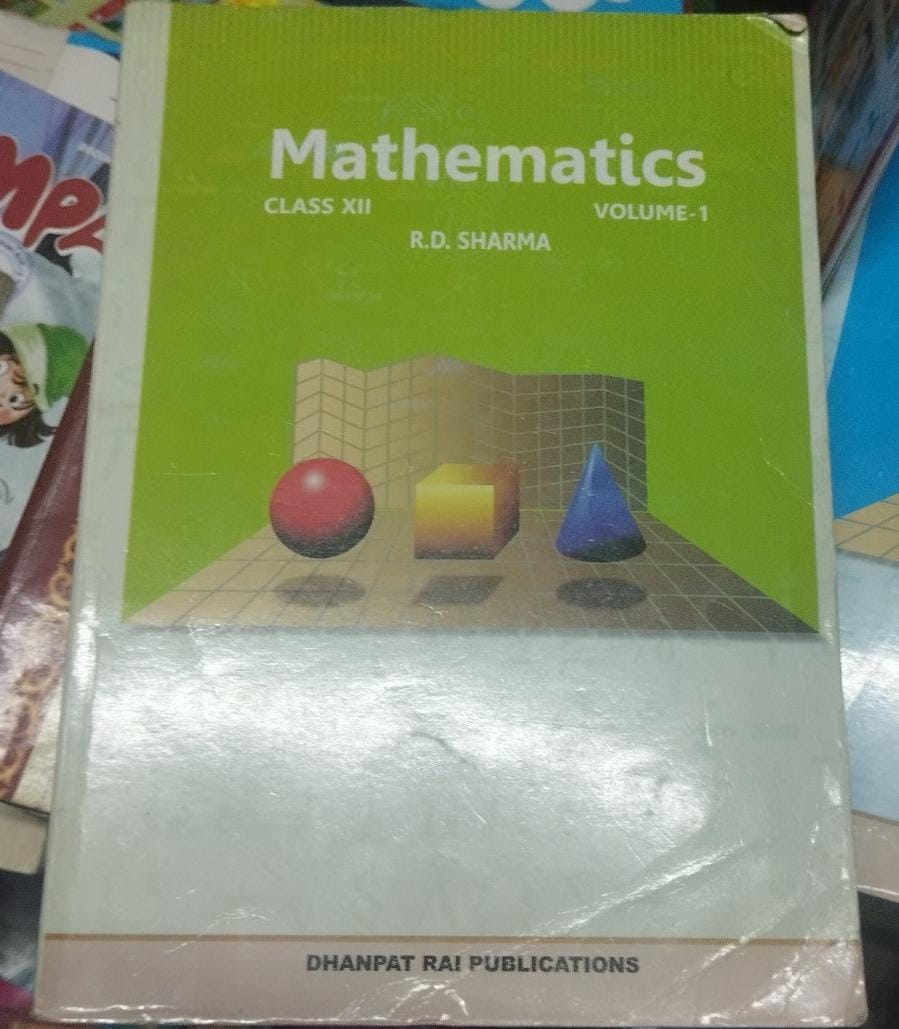 Mathematics
CLASS XII VOLUME-1
R.D. SHARMA
DHANPAT RAI PUBLICATIONS